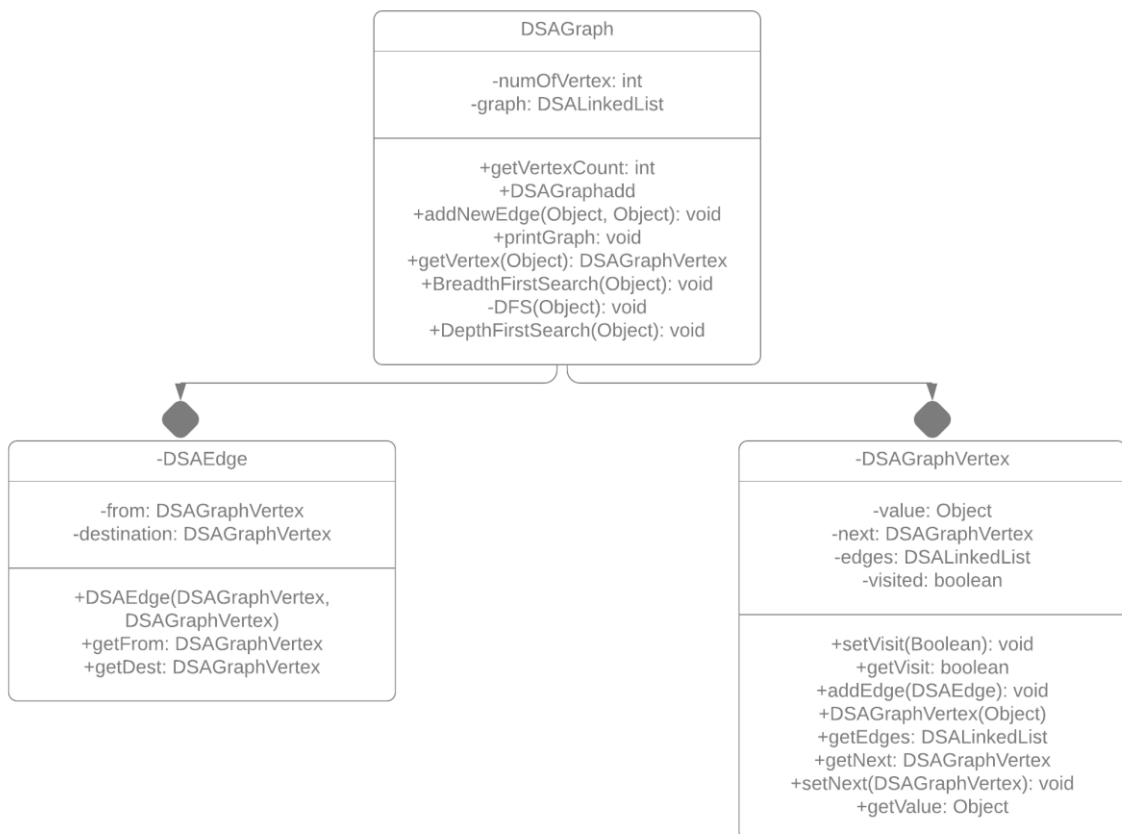 DSAGraph
-numOfVertex: int
-graph: DSALinkedList
+getVertexCount: int
+DSAGraphadd
+addNewEdge(Object, Object): void
+printGraph: void
+getVertex(Object): DSAGraphVertex
+BreadthFirstSearch(Object): void
-DFS(Object): void
+DepthFirstSearch(Object): void
-DSAEdge
-from: DSAGraphVertex
-destination: DSAGraphVertex
+DSAEdge(DSAGraphVertex,
DSAGraphVertex)
+getFrom: DSAGraphVertex
+getDest: DSAGraphVertex
-DSAGraphVertex
-value: Object
-next: DSAGraphVertex
-edges: DSALinkedList
-visited: boolean
+setVisit(Boolean): void
+getVisit: boolean
+addEdge(DSAEdge): void
+DSAGraphVertex(Object)
+getEdges: DSALinkedList
+getNext: DSAGraphVertex
+setNext(DSAGraphVertex): void
+getValue: Object